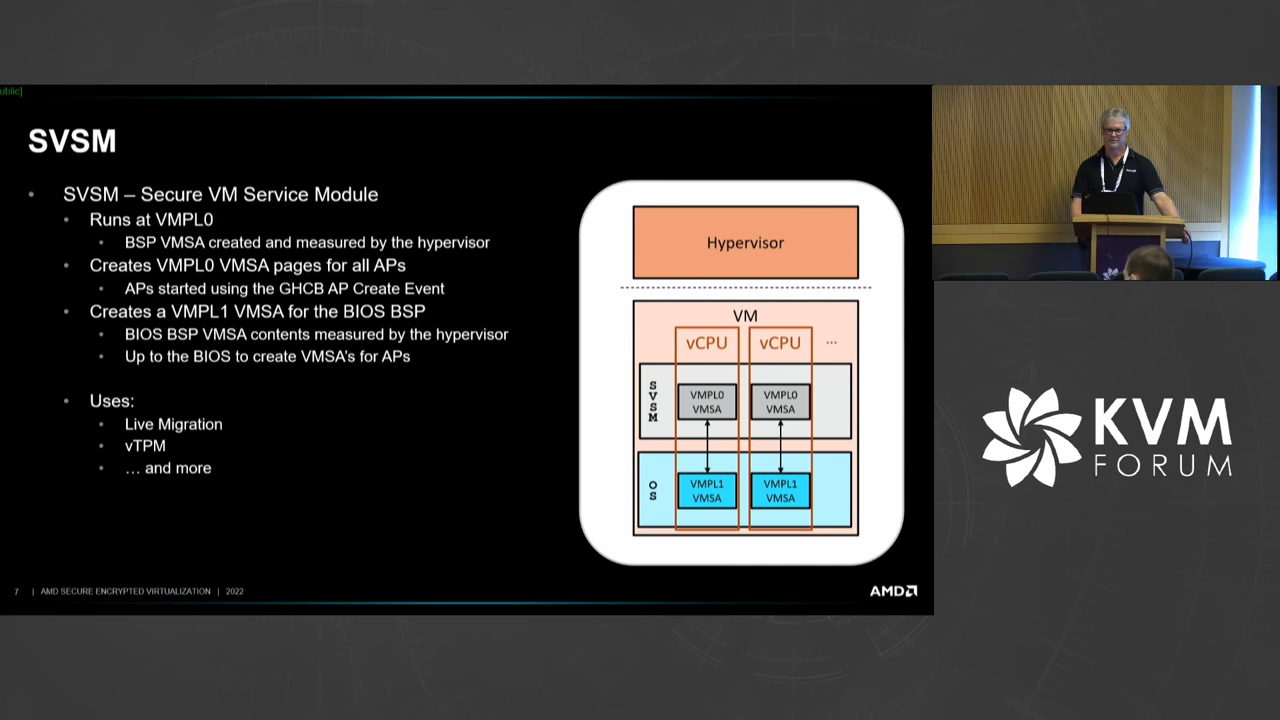 ublic]
SVSM
SVSM – Secure VM Service Module
Runs at VMPL0
BSP VMSA created and measured by the hypervisor
Creates VMPL0 VMSA pages for all APs
APs started using the GHCB AP Create Event
Creates a VMPL1 VMSA for the BIOS BSP
BIOS BSP VMSA contents measured by the hypervisor
Up to the BIOS to create VMSA's for APs
Uses:
Live Migration
vTPM
… and more
Hypervisor
VM
vCPU
vCPU
...
SVSM
VMPL0
VMSA
VMPL0
VMSA
OS
VMPL1
VMSA
VMPL1
VMSA
7 | AMD SECURE ENCRYPTED VIRTUALIZATION | 2022
AMD
KVM
FORUM